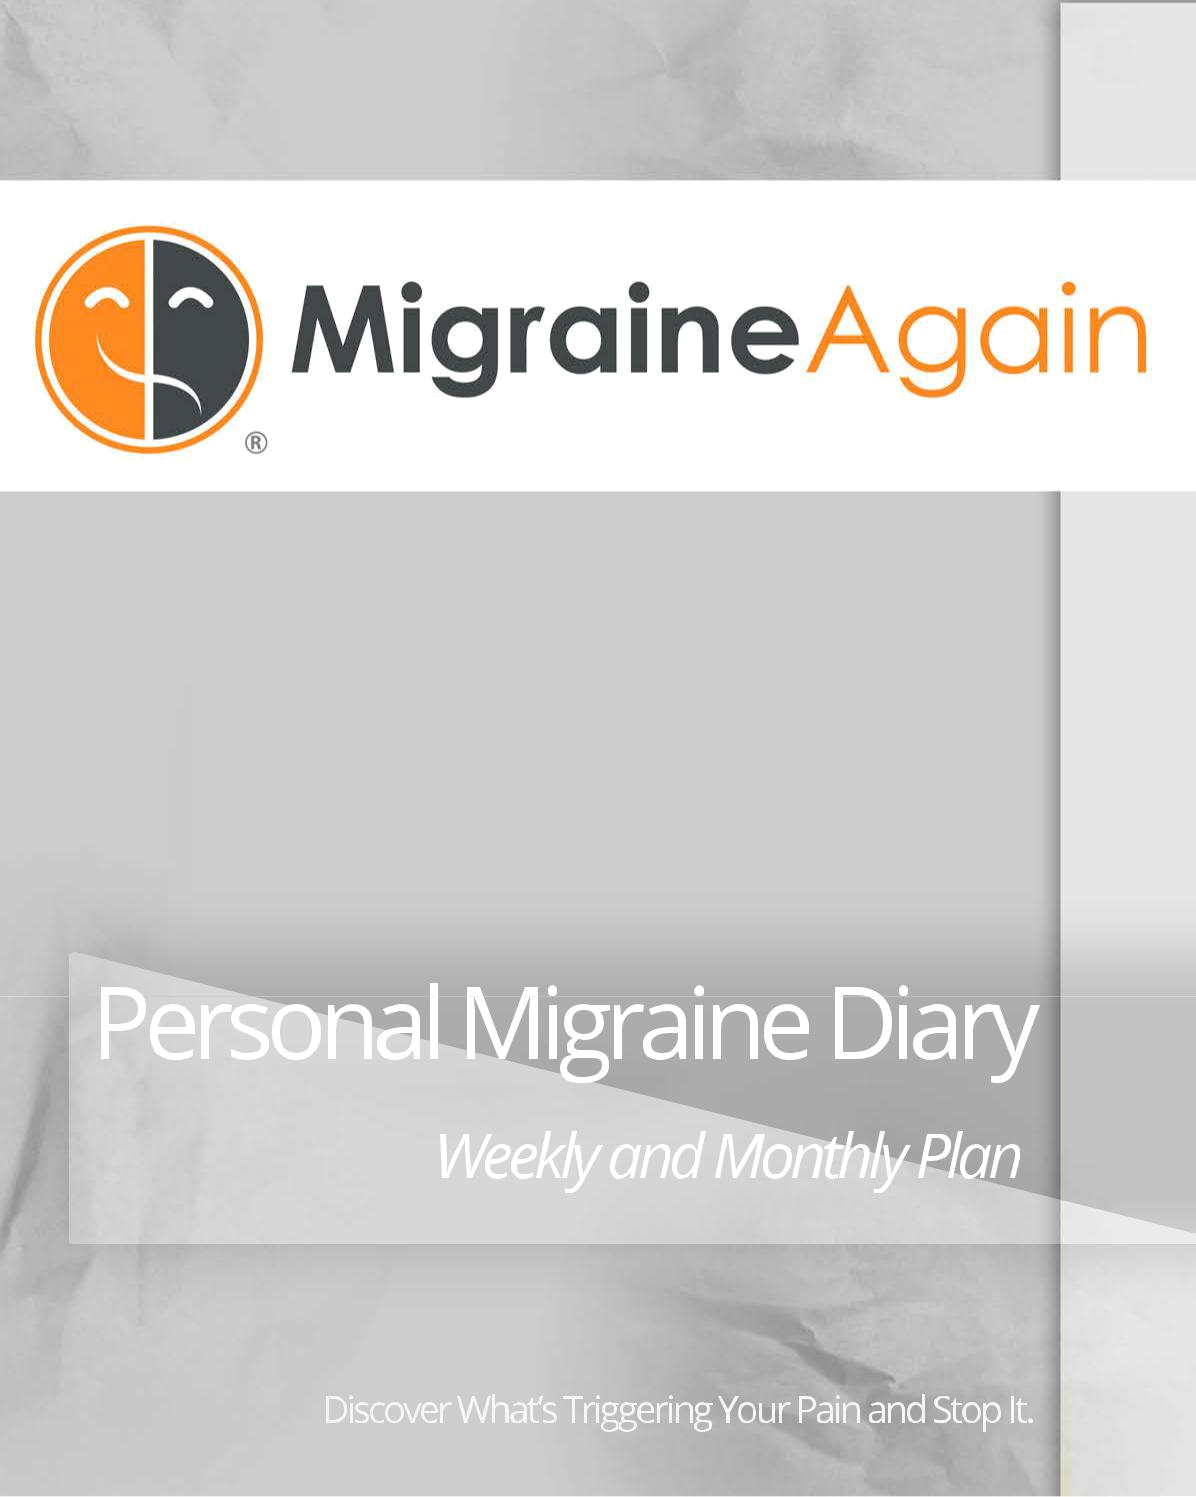 MigraineAgain
®
Personal Migraine Diary
Weekly and Monthly Plan
Discover What’s Triggering Your Pain and Stop It.